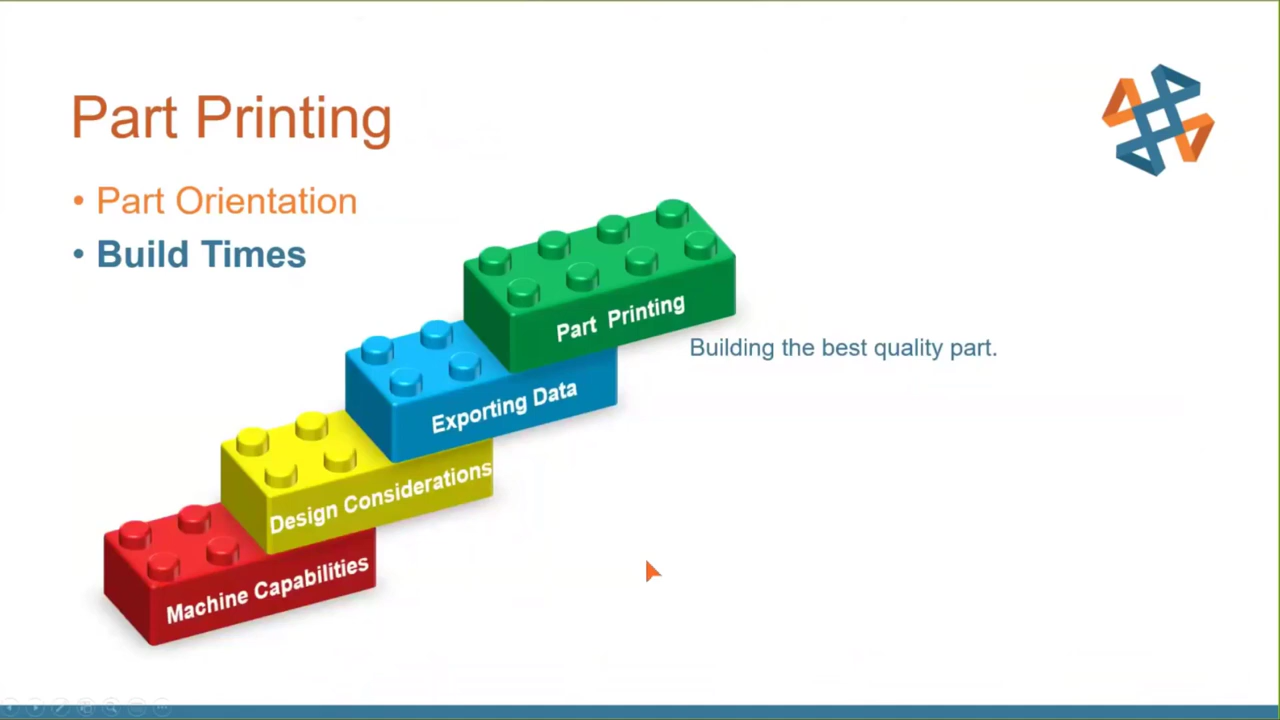 Part Printing
• Part Orientation
• Build Times
Part Printing
Building the best quality part.
Exporting Data
Design Considerations
Machine Capabilities